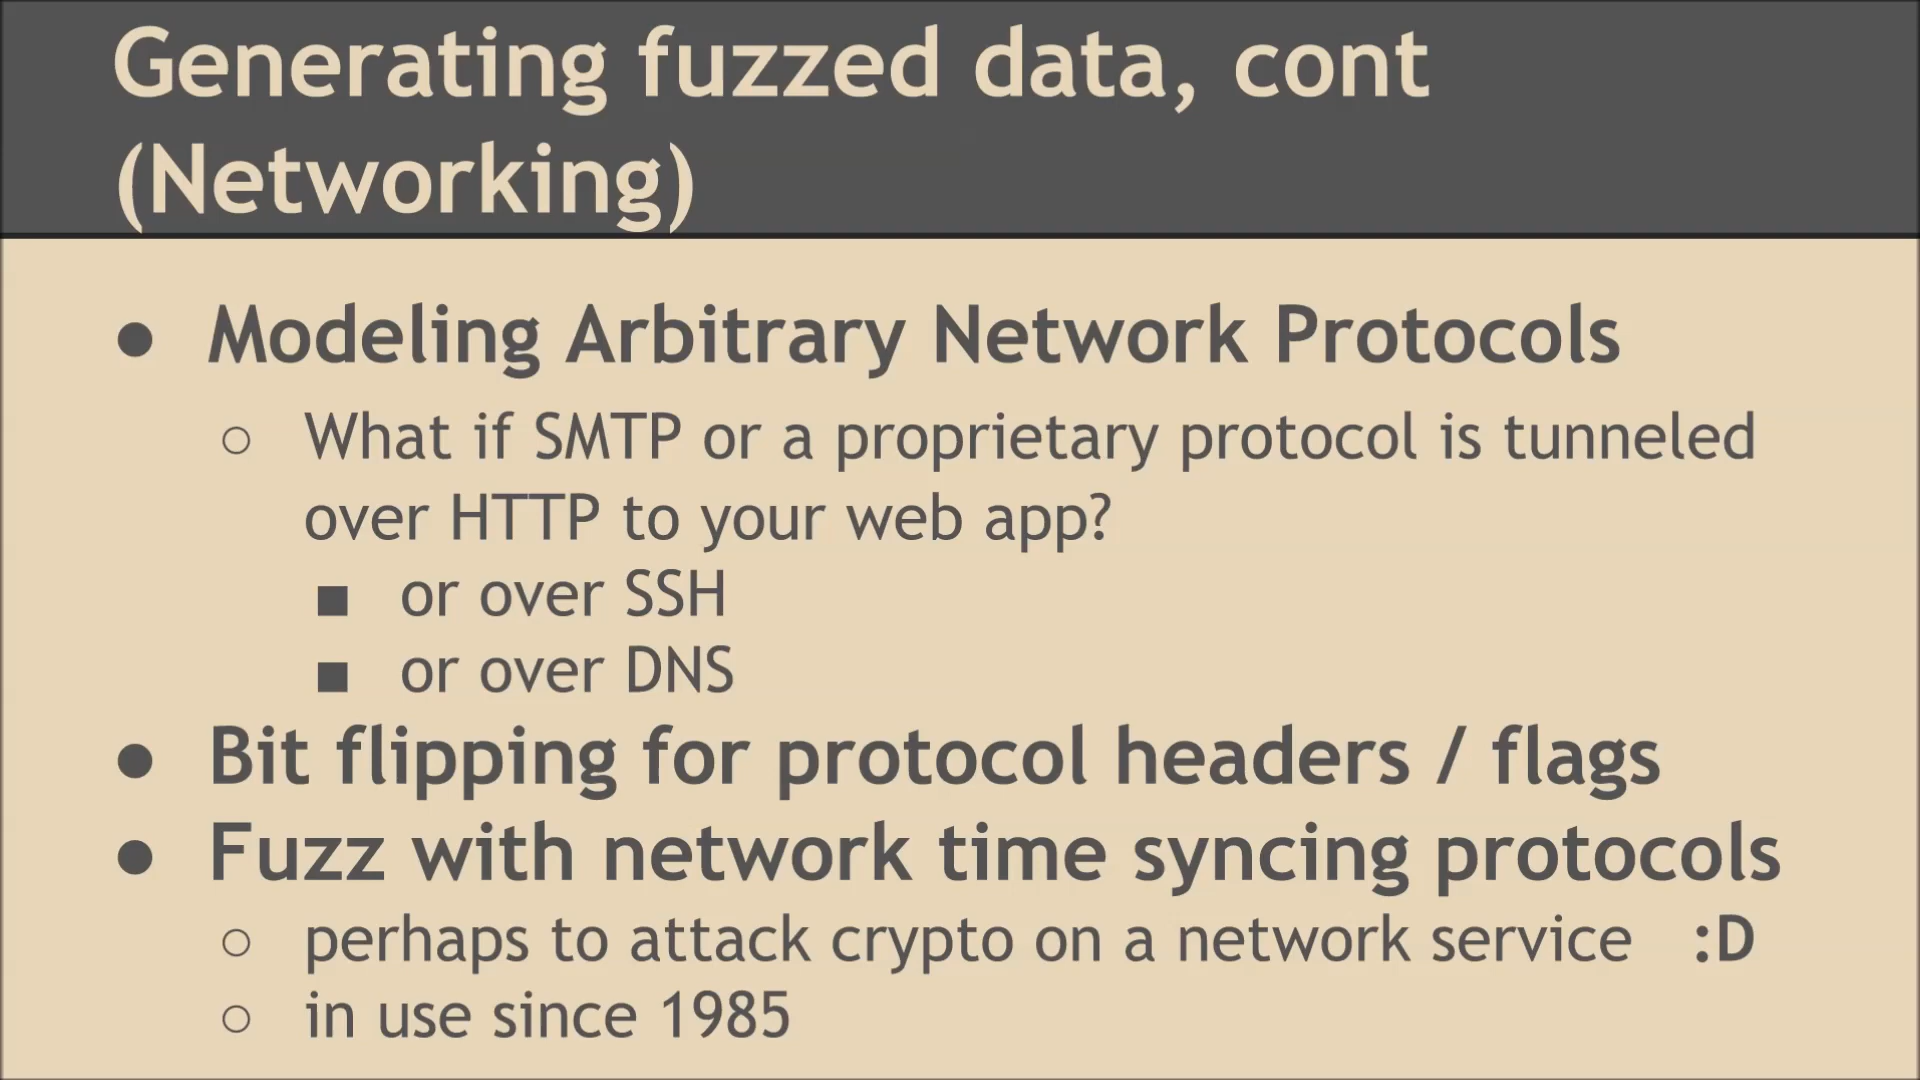 Generating fuzzed data, cont
(Networking)
● Modeling Arbitrary Network Protocols
○ What if SMTP or a proprietary protocol is tunneled
over HTTP to your web app?
■ or over SSH
■ or over DNS
● Bit flipping for protocol headers / flags
● Fuzz with network time syncing protocols
○ perhaps to attack crypto on a network service :D
○ in use since 1985